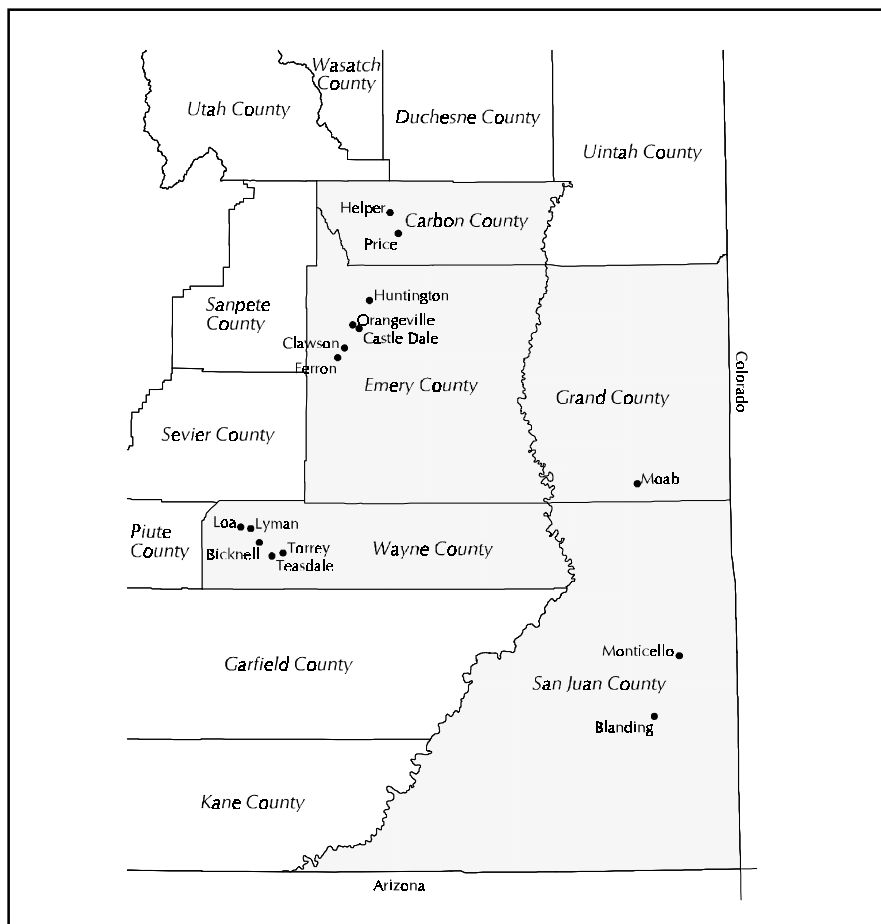 Wasatch
County
Utah County
Duchesne County
Uintah County
Helper
Carbon County
Price
Huntington
Sanpete
County
Orangeville
Castle Dale
Clawson
Ferron
Emery County
Grand County
Colorado
Sevier County
Moab
Loa
Lyman
Piute
County
Bicknell
Torrey
Teasdale
Wayne County
Monticello
Garfield County
San Juan County
Blanding
Kane County
Arizona